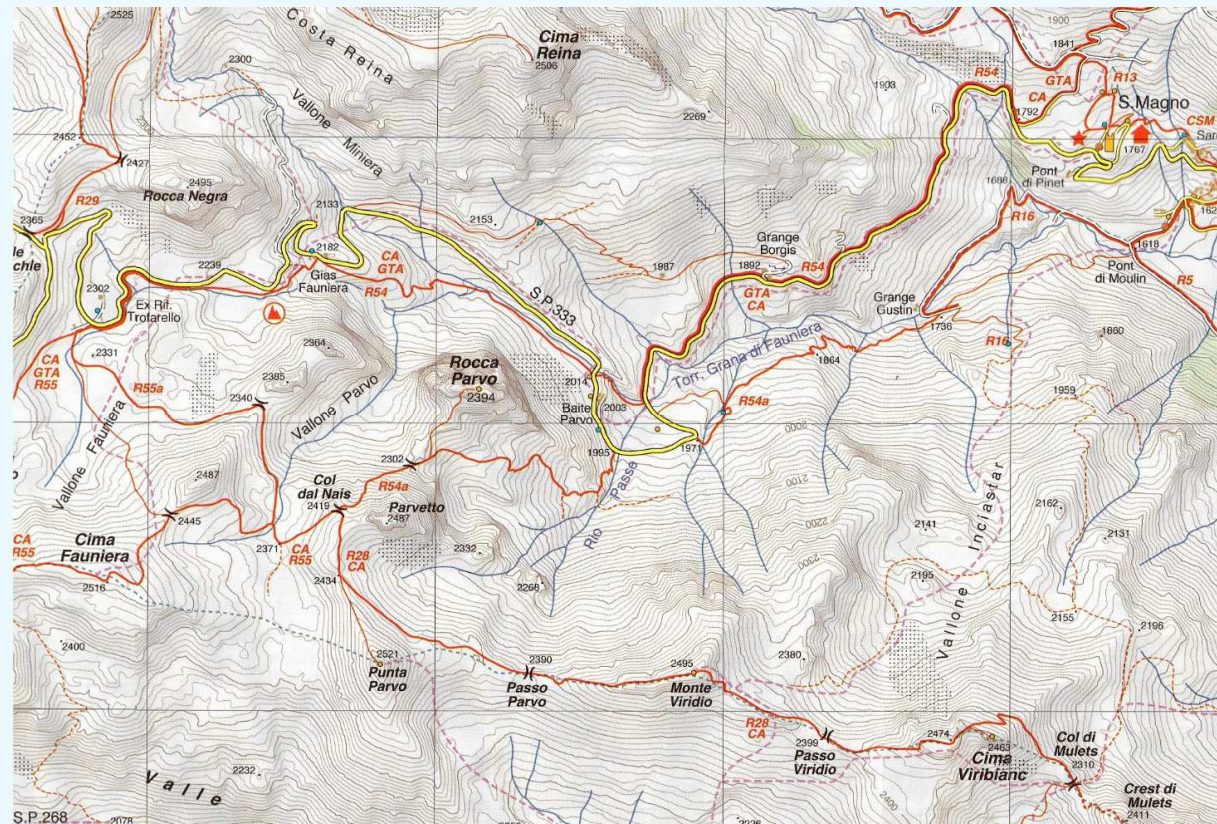 2525
Costa Reina
2300
Cima
Reina
2506
2269
1903
R54
1900
1841
GTA
CA
R13
1792
S.Magno
CSM
1767
Pont
di Pinet
1688
2452
2427
2300
Vallone Miniera
2495
Rocca Negra
R29
2365
2133
2153
2182
Gias
Fauniera
CA
GTA
R54
2239
2302
Ex Rif.
Trofarello
S.P.333
1987
Grange
Borgis
1892
R54
GTA
CA
R16
1618
Pont
di Moulin
R5
Grange
Gustin
1736
R16
1860
Torr. Grana di Fauniera
1864
1959
CA
GTA
R55
2331
R55a
2364
2385
2340
Vallone Parvo
Vallone Fauniera
Rocca
Parvo
2394
2014
Baite
Parvo
2003
1995
1971
R54a
2000
2100
2200
2300
Rio Passe
2302
R54a
Parvetto
2487
2332
2268
Col
dal Nais
2419
2487
2445
2371
CA
R55
R28
CA
2434
Cima
Fauniera
CA
R55
2516
2400
2521
Punta
Parvo
2390
Passo
Parvo
2495
Monte
Viridio
2380
R28
CA
2399
Passo
Viridio
2474
2463
Cima
Viribianc
Col di
Mulets
2310
Crest di
Mulets
2411
2400
Vallone Inciastar
2141
2195
2162
2131
2155
2196
Valle
2232
S.P.268
2078